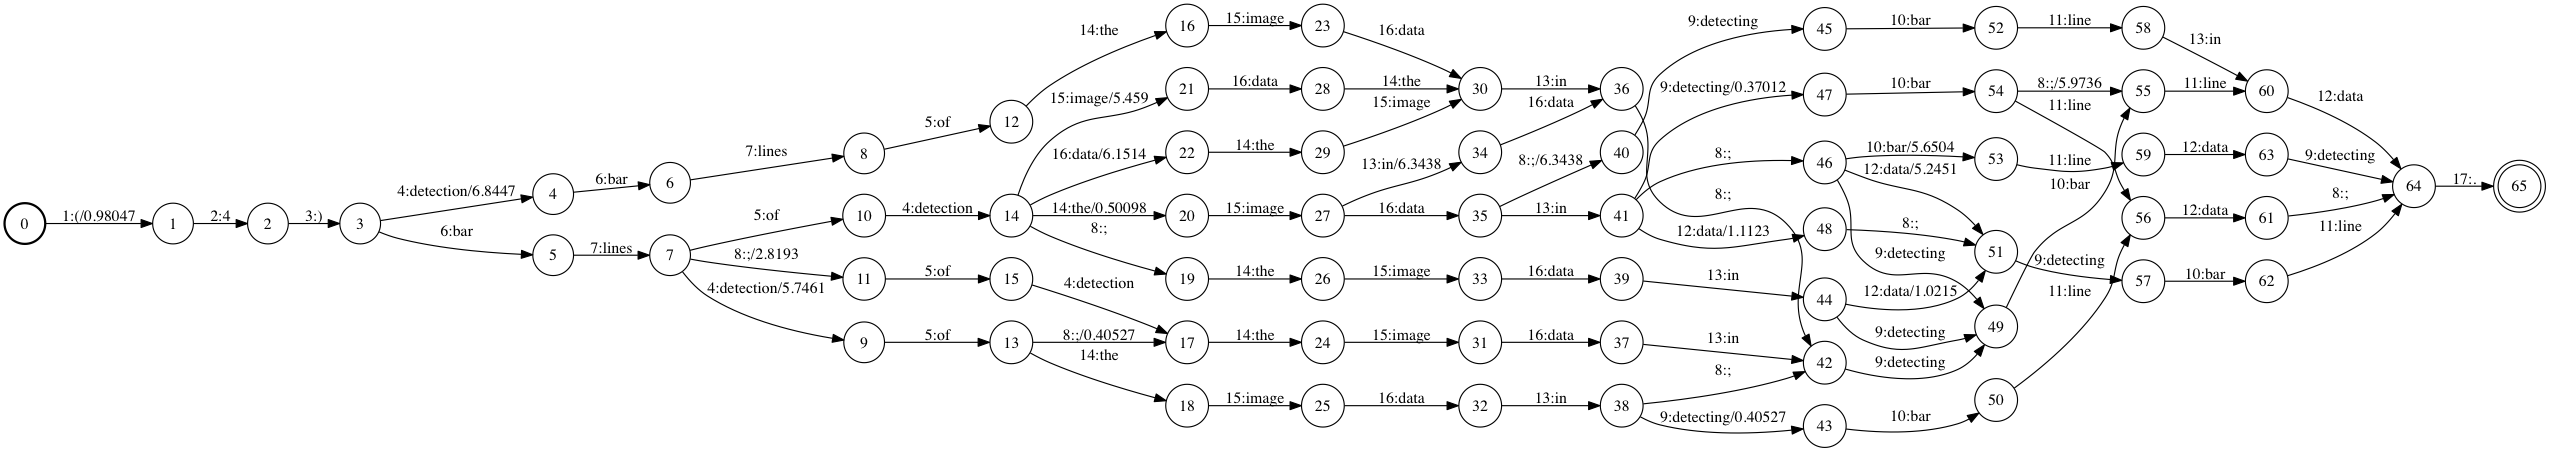 0 1:(/0.98047 1 2:4 2 3:) 3
4:detection/6.8447 4 6:bar 6 7:lines 8 5:of 12 14:the 16 15:image 23 16:data
6:bar 5 7:lines 7
5:of 10 4:detection 14
8:;/2.8193 11 5:of 15 4:detection
4:detection/5.7461 9 5:of 13 8:;/0.40527 17
14:the 18 15:image 25 16:data 32 13:in 38
15:image/5.459 21 16:data 28 14:the 30 13:in 36
16:data/6.1514 22 14:the 29 15:image
14:the/0.50098 20 15:image 27 16:data 35 13:in 41
13:in/6.3438 34 16:data
8:;/6.3438 40
8:; 19 14:the 26 15:image 33 16:data 39 13:in 44
14:the 24 15:image 31 16:data 37 13:in 42
8:;
8:;
9:detecting/0.40527 43 10:bar 50 11:line
9:detecting 45 10:bar 52 11:line 58 13:in
9:detecting/0.37012 47 10:bar 54 8:;/5.9736 55 11:line 60 12:data
11:line
8:; 46 10:bar/5.6504 53 11:line 59 12:data 63 9:detecting
12:data/5.2451
12:data/1.1123 48 8:; 51 9:detecting 57 10:bar 62 11:line
9:detecting
12:data/1.0215
9:detecting 49 10:bar
9:detecting
56 12:data 61 8:;
64 17:. 65